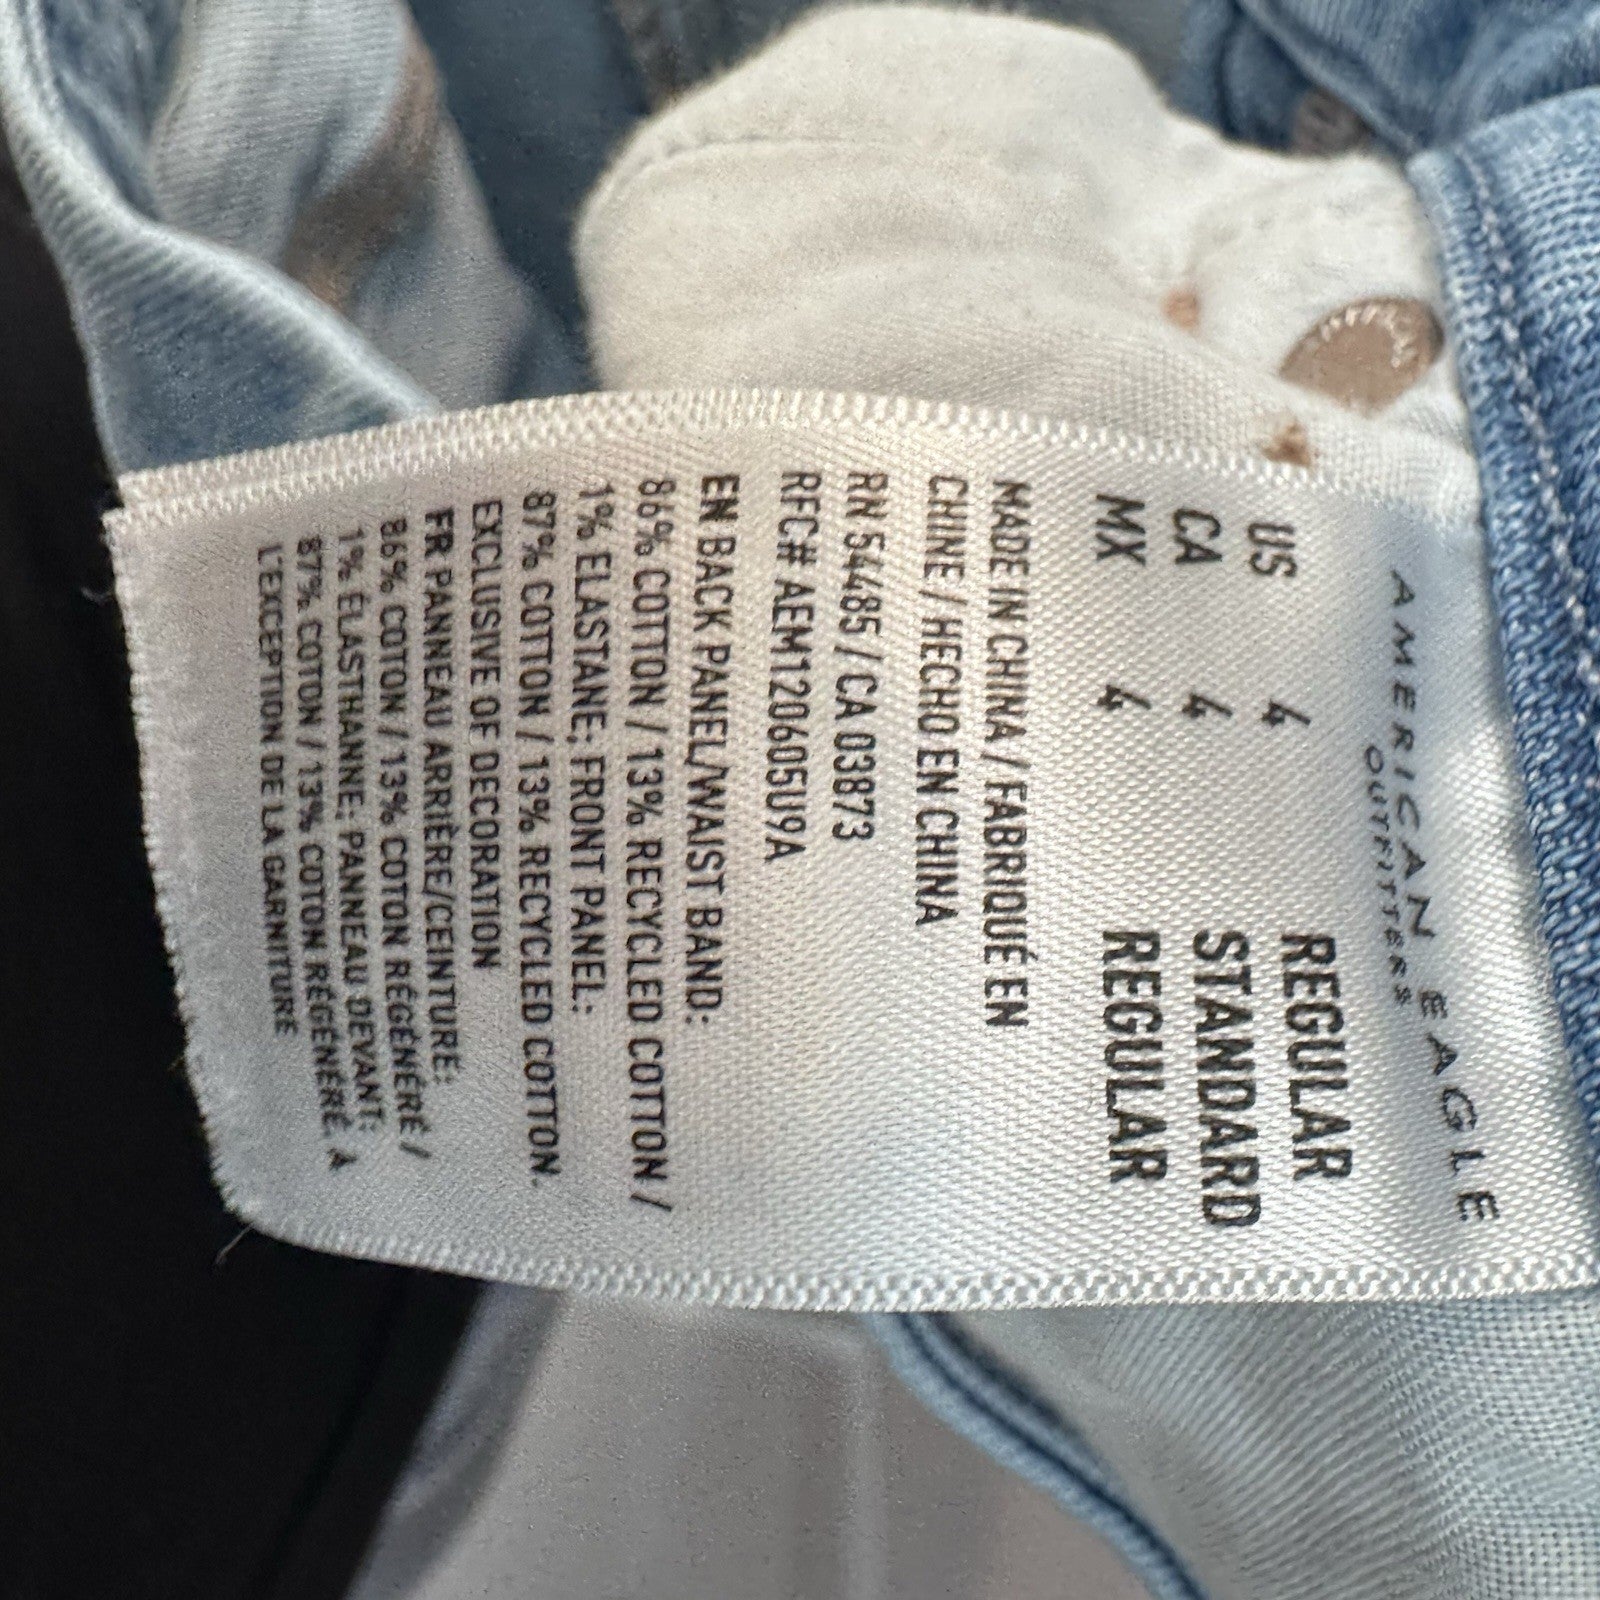 AMERICAN EAGLE
OUTFITTERS
US 4 REGULAR
CA 4 STANDARD
MX 4 REGULAR
MADE IN CHINA / FABRIQUÉ EN
CHINE / HECHO EN CHINA
RN 54485 / CA 03873
RFC# AEM120605U9A
EN BACK PANEL/WAIST BAND:
86% COTTON / 13% RECYCLED COTTON /
1% ELASTANE; FRONT PANEL:
87% COTTON / 13% RECYCLED COTTON.
EXCLUSIVE OF DECORATION
FR PANNEAU ARRIÈRE/CEINTURE:
86% COTON / 13% COTON RÉGÉNÉRÉ /
1% ÉLASTHANNE; PANNEAU DEVANT:
87% COTON / 13% COTON RÉGÉNÉRÉ. À
L'EXCEPTION DE LA GARNITURE